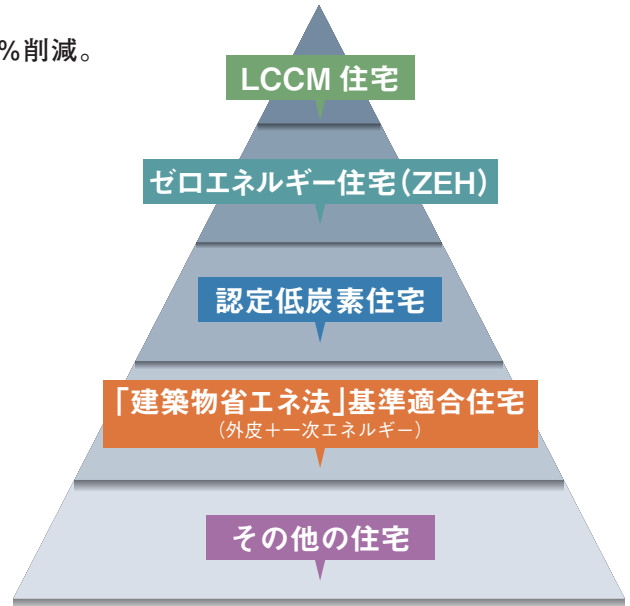 %削減。
LCCM 住宅
ゼロエネルギー住宅(ZEH)
認定低炭素住宅
「建築物省エネ法」基準適合住宅
(外皮+一次エネルギー)
その他の住宅